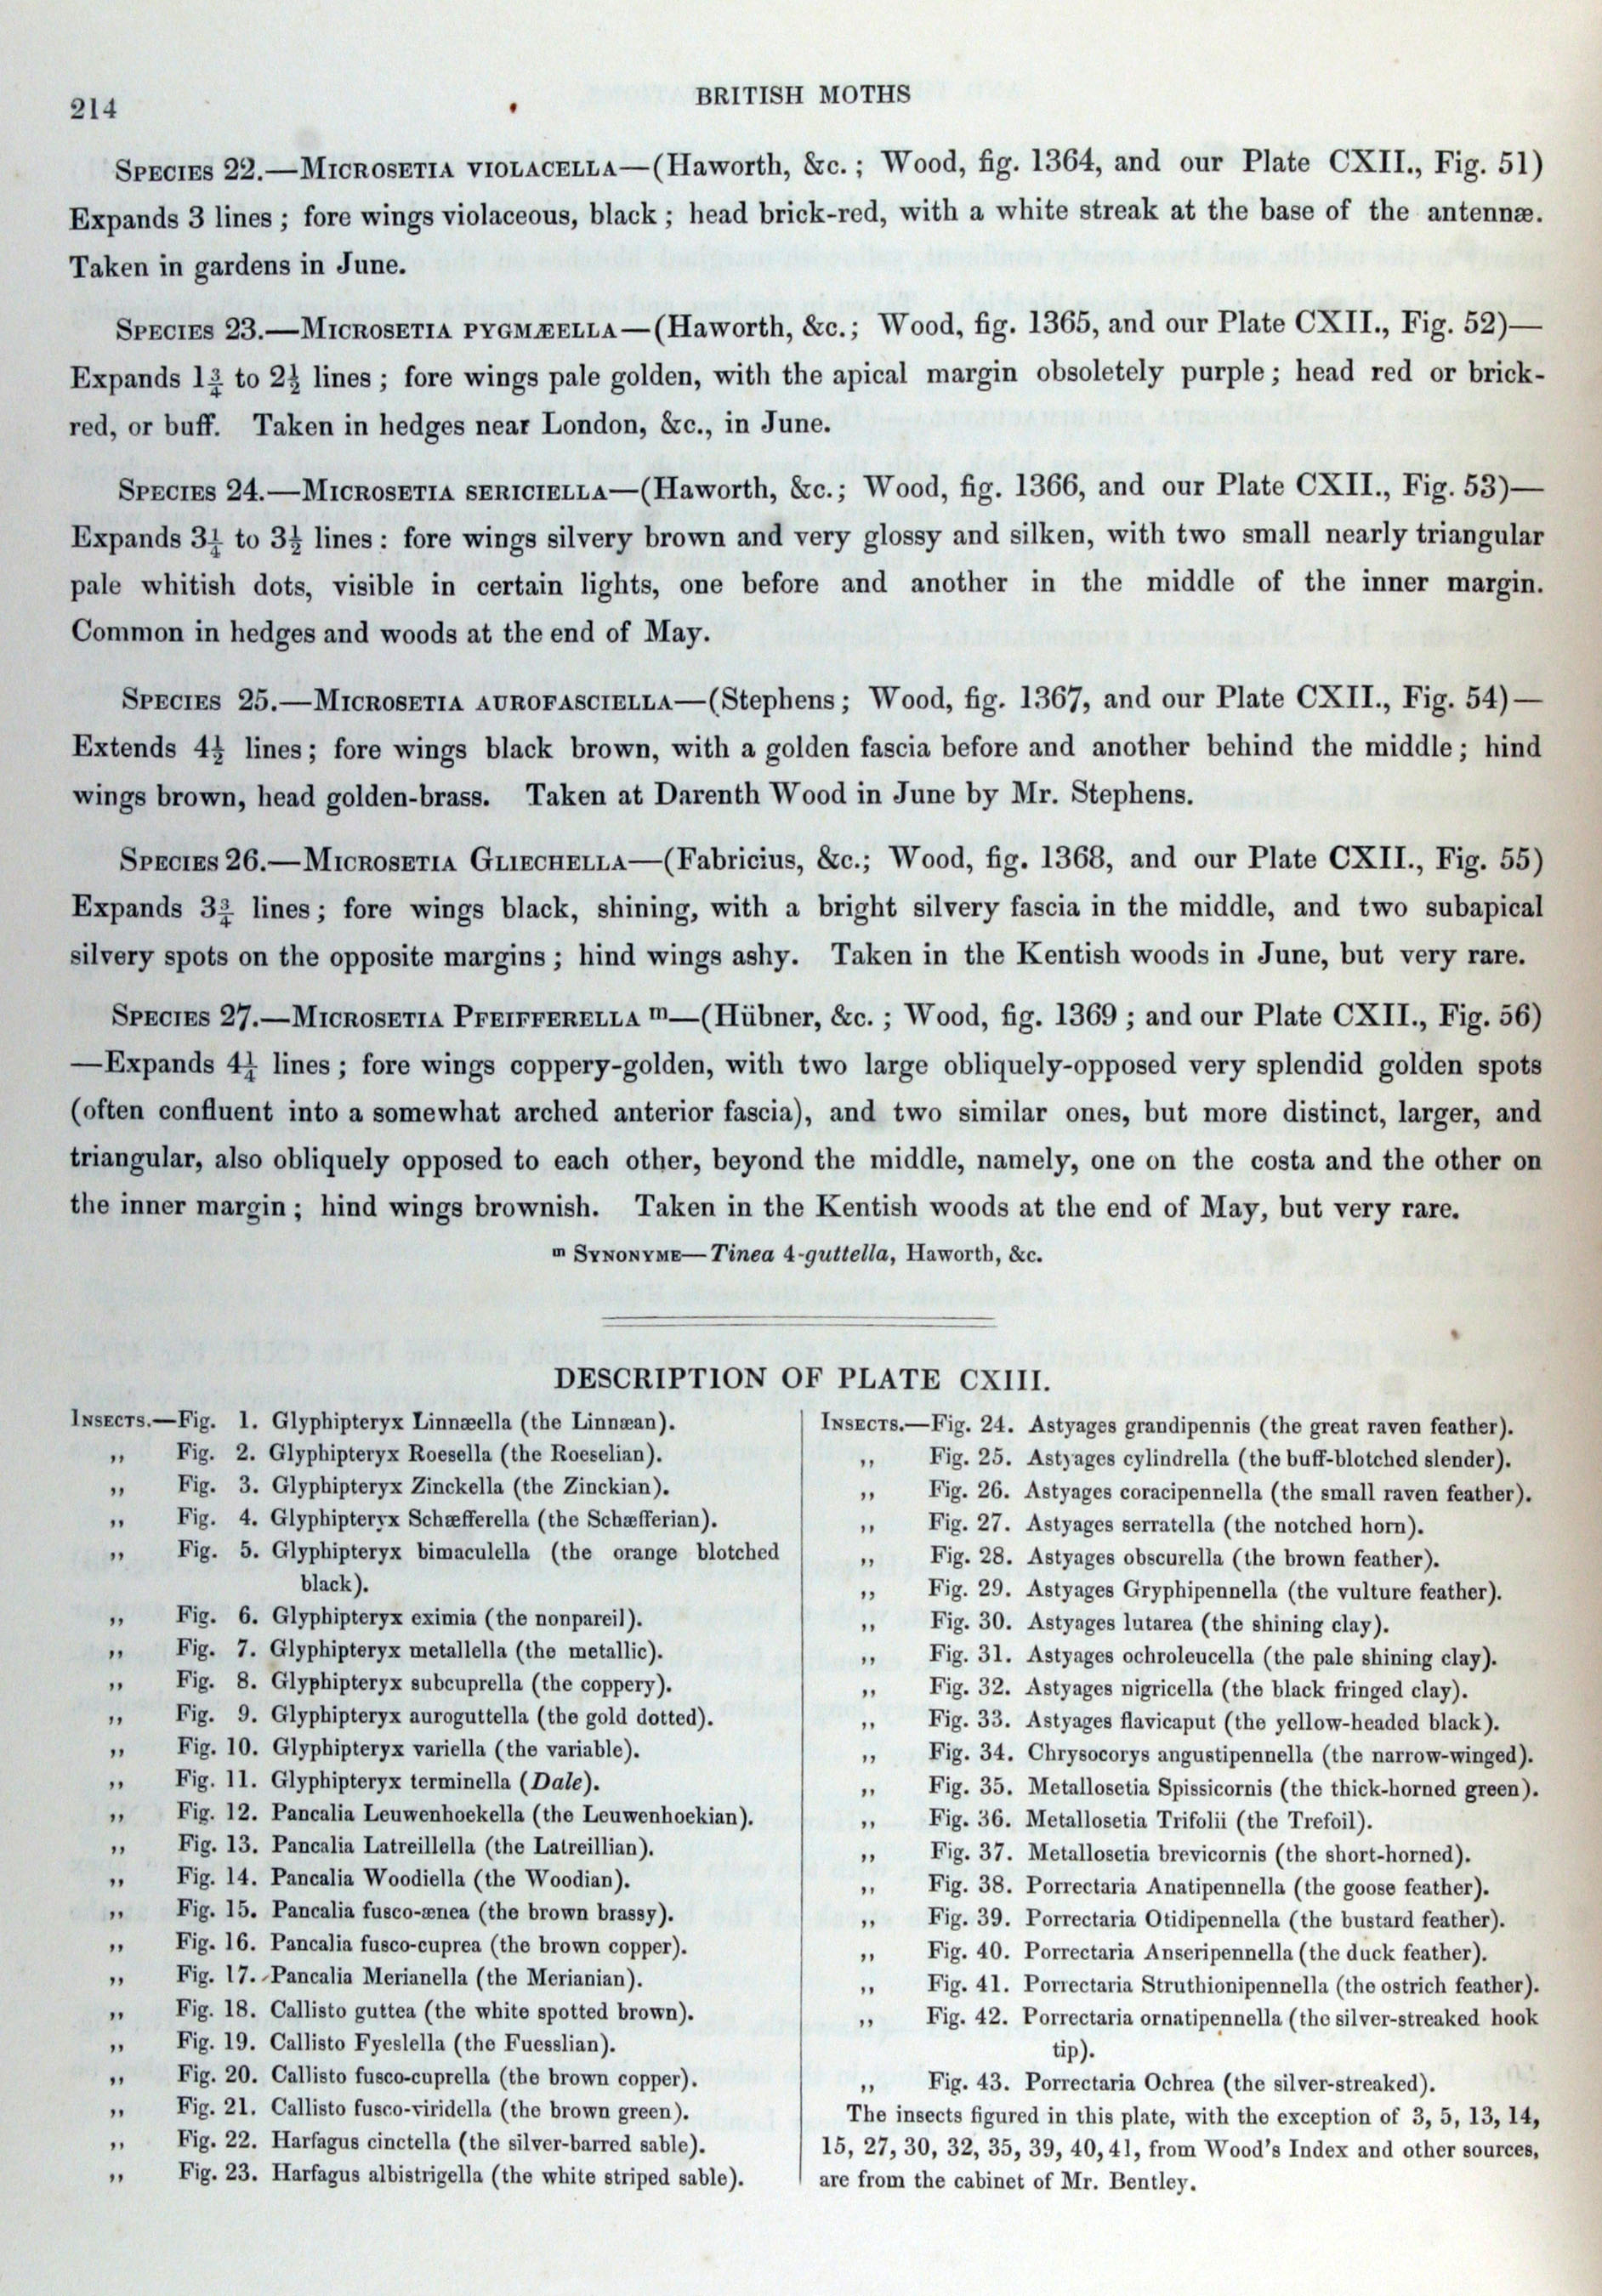 214
BRITISH MOTHS
Species 22.—Microsetia violacella—(Haworth, &c.; Wood, fig. 1364, and our Plate CXII., Fig. 51)
Expands 3 lines; fore wings violaceous, black; head brick-red, with a white streak at the base of the antennæ.
Taken in gardens in June.
Species 23.—Microsetia pygmæella—(Haworth, &c.; Wood, fig. 1365, and our Plate CXII., Fig. 52)—
Expands 1¾ to 2½ lines; fore wings pale golden, with the apical margin obsoletely purple; head red or brick-
red, or buff. Taken in hedges near London, &c., in June.
Species 24.—Microsetia sericiella—(Haworth, &c.; Wood, fig. 1366, and our Plate CXII., Fig. 53)—
Expands 3¼ to 3½ lines: fore wings silvery brown and very glossy and silken, with two small nearly triangular
pale whitish dots, visible in certain lights, one before and another in the middle of the inner margin.
Common in hedges and woods at the end of May.
Species 25.—Microsetia aurofasciella—(Stephens; Wood, fig. 1367, and our Plate CXII., Fig. 54)—
Extends 4½ lines; fore wings black brown, with a golden fascia before and another behind the middle; hind
wings brown, head golden-brass. Taken at Darenth Wood in June by Mr. Stephens.
Species 26.—Microsetia Gliechella—(Fabricius, &c.; Wood, fig. 1368, and our Plate CXII., Fig. 55)
Expands 3¾ lines; fore wings black, shining, with a bright silvery fascia in the middle, and two subapical
silvery spots on the opposite margins; hind wings ashy. Taken in the Kentish woods in June, but very rare.
Species 27.—Microsetia Pfeifferella m—(Hübner, &c.; Wood, fig. 1369; and our Plate CXII., Fig. 56)
—Expands 4¼ lines; fore wings coppery-golden, with two large obliquely-opposed very splendid golden spots
(often confluent into a somewhat arched anterior fascia), and two similar ones, but more distinct, larger, and
triangular, also obliquely opposed to each other, beyond the middle, namely, one on the costa and the other on
the inner margin; hind wings brownish. Taken in the Kentish woods at the end of May, but very rare.
m Synonyme—Tinea 4-guttella, Haworth, &c.
DESCRIPTION OF PLATE CXIII.
Insects.—Fig. 1. Glyphipteryx Linnæella (the Linnæan).
,, Fig. 2. Glyphipteryx Roesella (the Roeselian).
,, Fig. 3. Glyphipteryx Zinckella (the Zinckian).
,, Fig. 4. Glyphipteryx Schæfferella (the Schæfferian).
,, Fig. 5. Glyphipteryx bimaculella (the orange blotched
black).
,, Fig. 6. Glyphipteryx eximia (the nonpareil).
,, Fig. 7. Glyphipteryx metallella (the metallic).
,, Fig. 8. Glyphipteryx subcuprella (the coppery).
,, Fig. 9. Glyphipteryx auroguttella (the gold dotted).
,, Fig. 10. Glyphipteryx variella (the variable).
,, Fig. 11. Glyphipteryx terminella (Dale).
,, Fig. 12. Pancalia Leuwenhoekella (the Leuwenhoekian).
,, Fig. 13. Pancalia Latreillella (the Latreillian).
,, Fig. 14. Pancalia Woodiella (the Woodian).
,, Fig. 15. Pancalia fusco-ænea (the brown brassy).
,, Fig. 16. Pancalia fusco-cuprea (the brown copper).
,, Fig. 17. Pancalia Merianella (the Merianian).
,, Fig. 18. Callisto guttea (the white spotted brown).
,, Fig. 19. Callisto Fyeslella (the Fuesslian).
,, Fig. 20. Callisto fusco-cuprella (the brown copper).
,, Fig. 21. Callisto fusco-viridella (the brown green).
,, Fig. 22. Harfagus cinctella (the silver-barred sable).
,, Fig. 23. Harfagus albistrigella (the white striped sable).
Insects.—Fig. 24. Astyages grandipennis (the great raven feather).
,, Fig. 25. Astyages cylindrella (the buff-blotched slender).
,, Fig. 26. Astyages coracipennella (the small raven feather).
,, Fig. 27. Astyages serratella (the notched horn).
,, Fig. 28. Astyages obscurella (the brown feather).
,, Fig. 29. Astyages Gryphipennella (the vulture feather).
,, Fig. 30. Astyages lutarea (the shining clay).
,, Fig. 31. Astyages ochroleucella (the pale shining clay).
,, Fig. 32. Astyages nigricella (the black fringed clay).
,, Fig. 33. Astyages flavicaput (the yellow-headed black).
,, Fig. 34. Chrysocorys angustipennella (the narrow-winged).
,, Fig. 35. Metallosetia Spissicornis (the thick-horned green).
,, Fig. 36. Metallosetia Trifolii (the Trefoil).
,, Fig. 37. Metallosetia brevicornis (the short-horned).
,, Fig. 38. Porrectaria Anatipennella (the goose feather).
,, Fig. 39. Porrectaria Otidipennella (the bustard feather).
,, Fig. 40. Porrectaria Anseripennella (the duck feather).
,, Fig. 41. Porrectaria Struthionipennella (the ostrich feather).
,, Fig. 42. Porrectaria ornatipennella (the silver-streaked hook
tip).
,, Fig. 43. Porrectaria Ochrea (the silver-streaked).
The insects figured in this plate, with the exception of 3, 5, 13, 14,
15, 27, 30, 32, 35, 39, 40, 41, from Wood's Index and other sources,
are from the cabinet of Mr. Bentley.